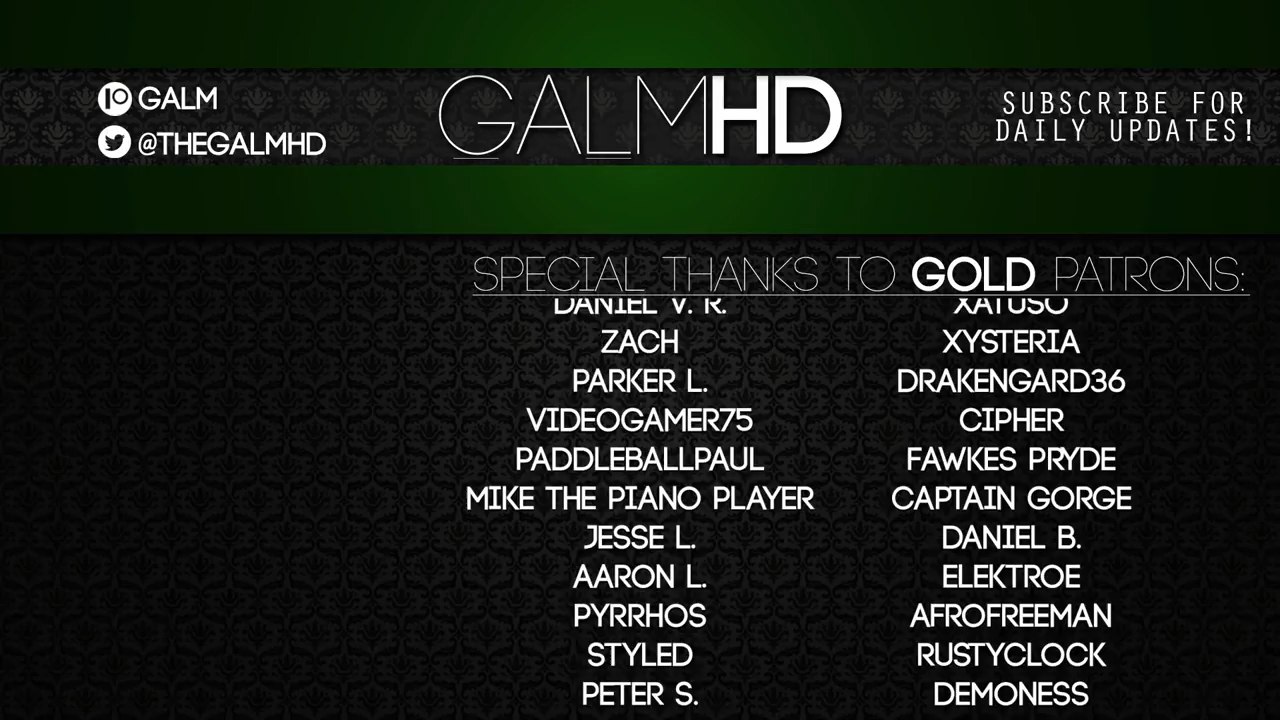 GALM
@THEGALMHD
GALMHD
SUBSCRIBE FOR
DAILY UPDATES!
SPECIAL THANKS TO GOLD PATRONS:
DANIEL V. R. XATUSO
ZACH XYSTERIA
PARKER L. DRAKENGARD36
VIDEOGAMER75 CIPHER
PADDLEBALLPAUL FAWKES PRYDE
MIKE THE PIANO PLAYER CAPTAIN GORGE
JESSE L. DANIEL B.
AARON L. ELEKTROE
PYRRHOS AFROFREEMAN
STYLED RUSTYCLOCK
PETER S. DEMONESS